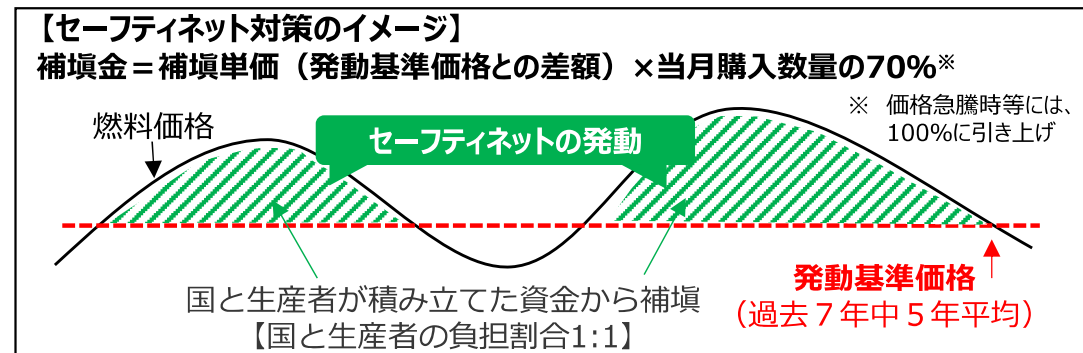 【セーフティネット対策のイメージ】
補塡金＝補塡単価（発動基準価格との差額）×当月購入数量の70%※
※ 価格急騰時等には、
100%に引き上げ
燃料価格
セーフティネットの発動
発動基準価格
（過去７年中５年平均）
国と生産者が積み立てた資金から補塡
【国と生産者の負担割合1:1】